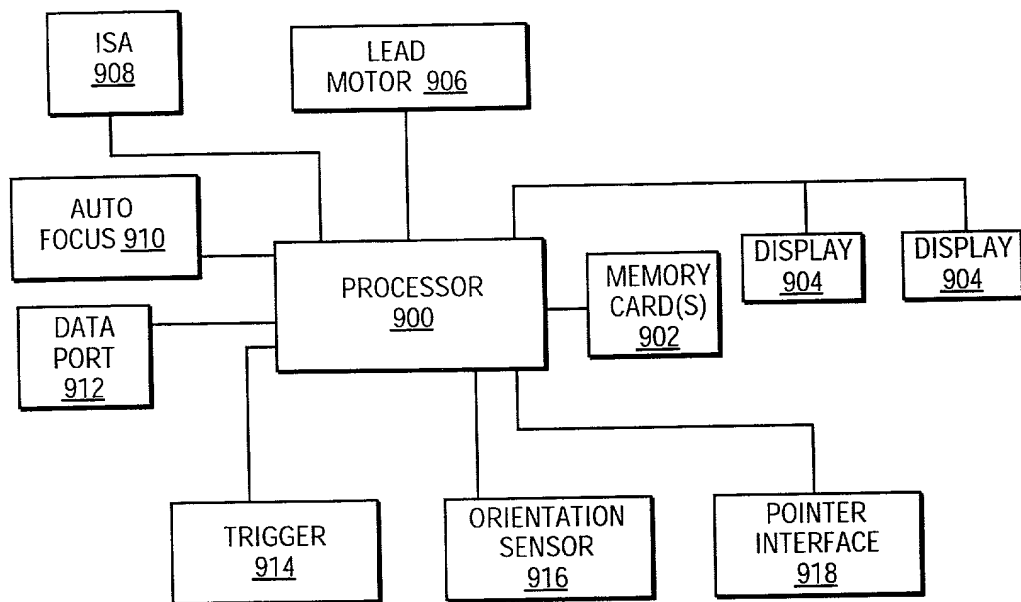 ISA
908
LEAD
MOTOR 906
AUTO
FOCUS 910
PROCESSOR
900
MEMORY
CARD(S)
902
DISPLAY
904
DISPLAY
904
DATA
PORT
912
TRIGGER
914
ORIENTATION
SENSOR
916
POINTER
INTERFACE
918